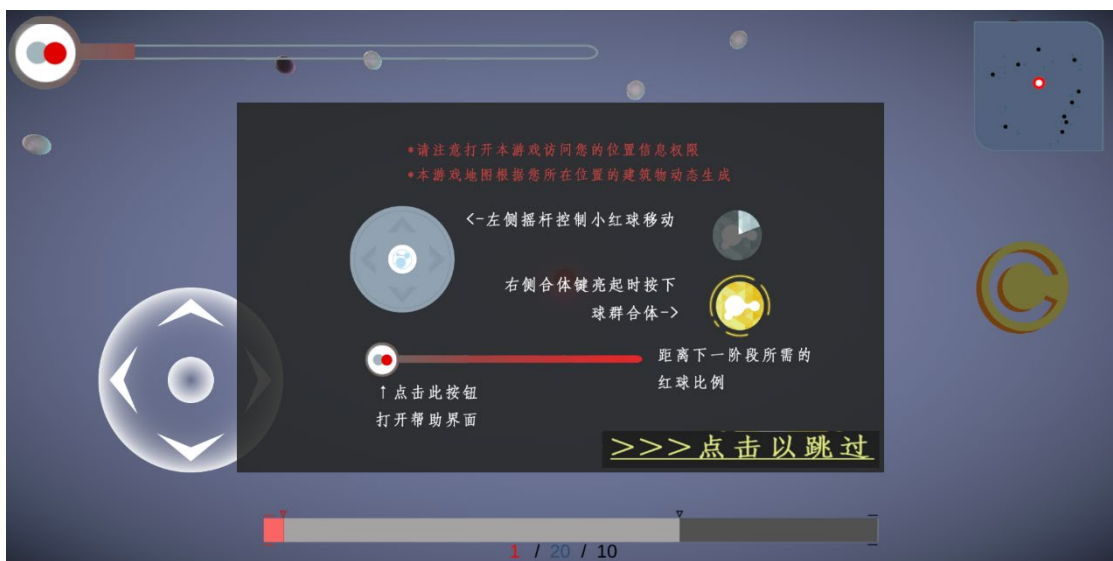 *请注意打开本游戏访问您的位置信息权限
*本游戏地图根据您所在位置的建筑物动态生成
<-左侧摇杆控制小红球移动
右侧合体键亮起时按下
球群合体->
距离下一阶段所需的
红球比例
↑点击此按钮
打开帮助界面
>>>点击以跳过
1 / 20 / 10